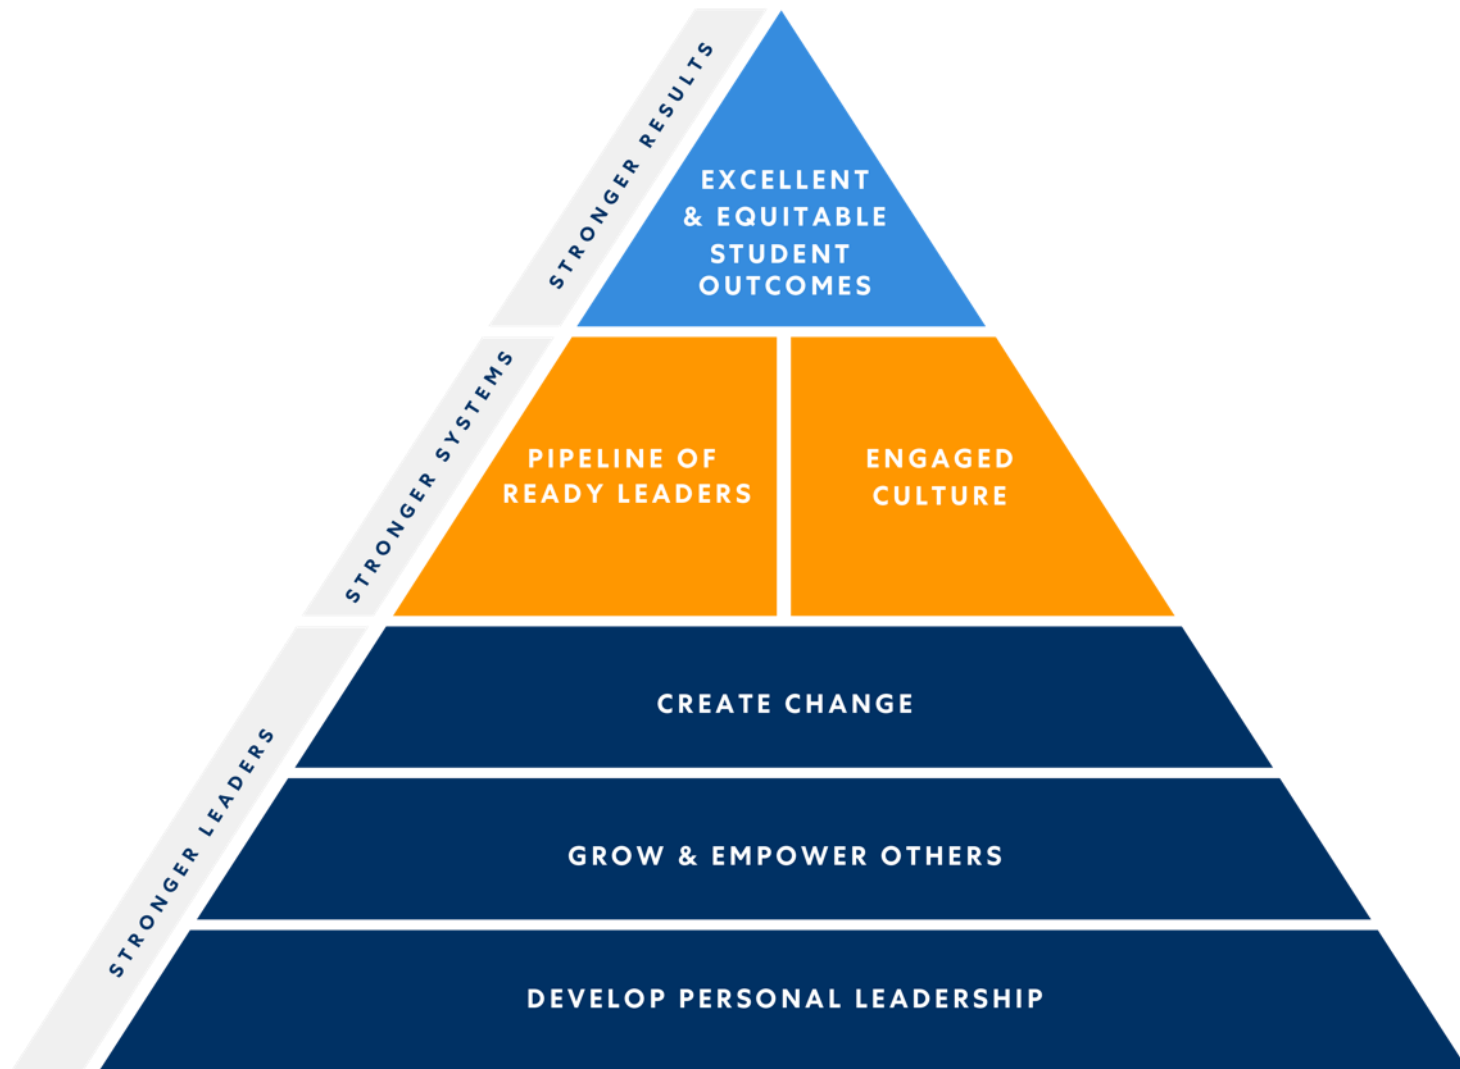 STRONGER RESULTS
EXCELLENT
& EQUITABLE
STUDENT
OUTCOMES
STRONGER SYSTEMS
PIPELINE OF
READY LEADERS
ENGAGED
CULTURE
STRONGER LEADERS
CREATE CHANGE
GROW & EMPOWER OTHERS
DEVELOP PERSONAL LEADERSHIP